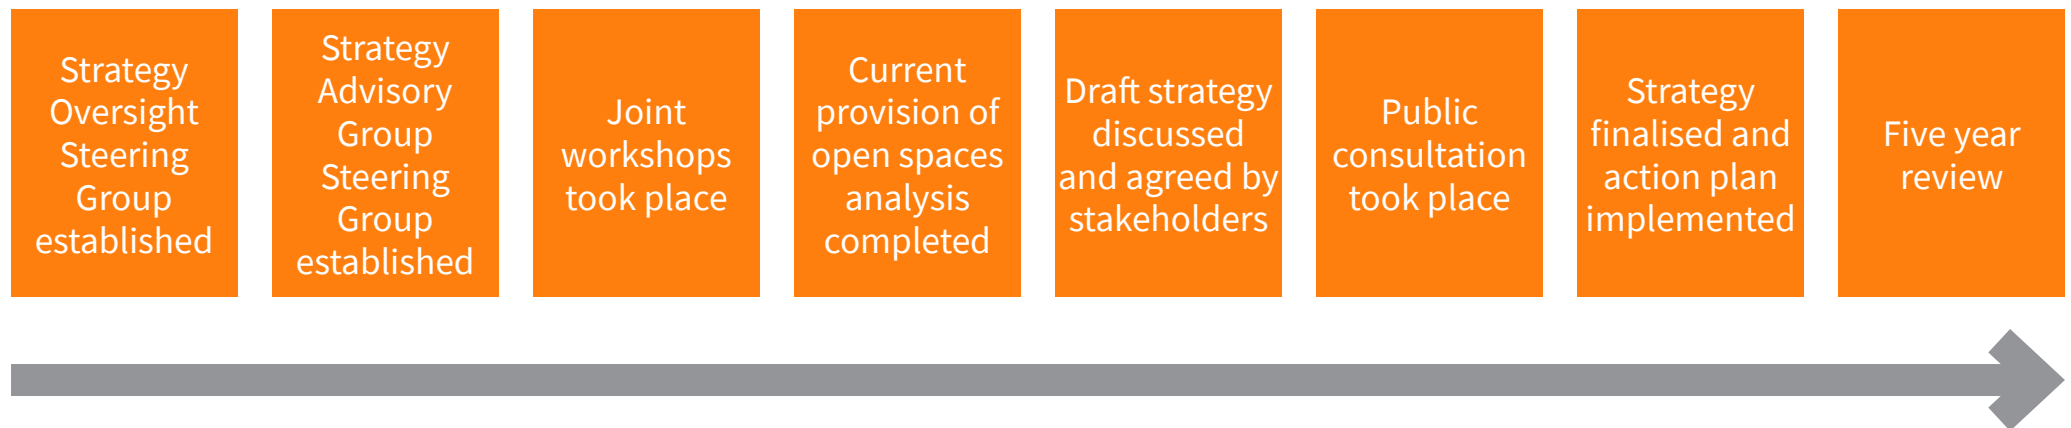 Strategy
Oversight
Steering
Group
established
Strategy
Advisory
Group
Steering
Group
established
Joint
workshops
took place
Current
provision of
open spaces
analysis
completed
Draft strategy
discussed
and agreed by
stakeholders
Public
consultation
took place
Strategy
finalised and
action plan
implemented
Five year
review